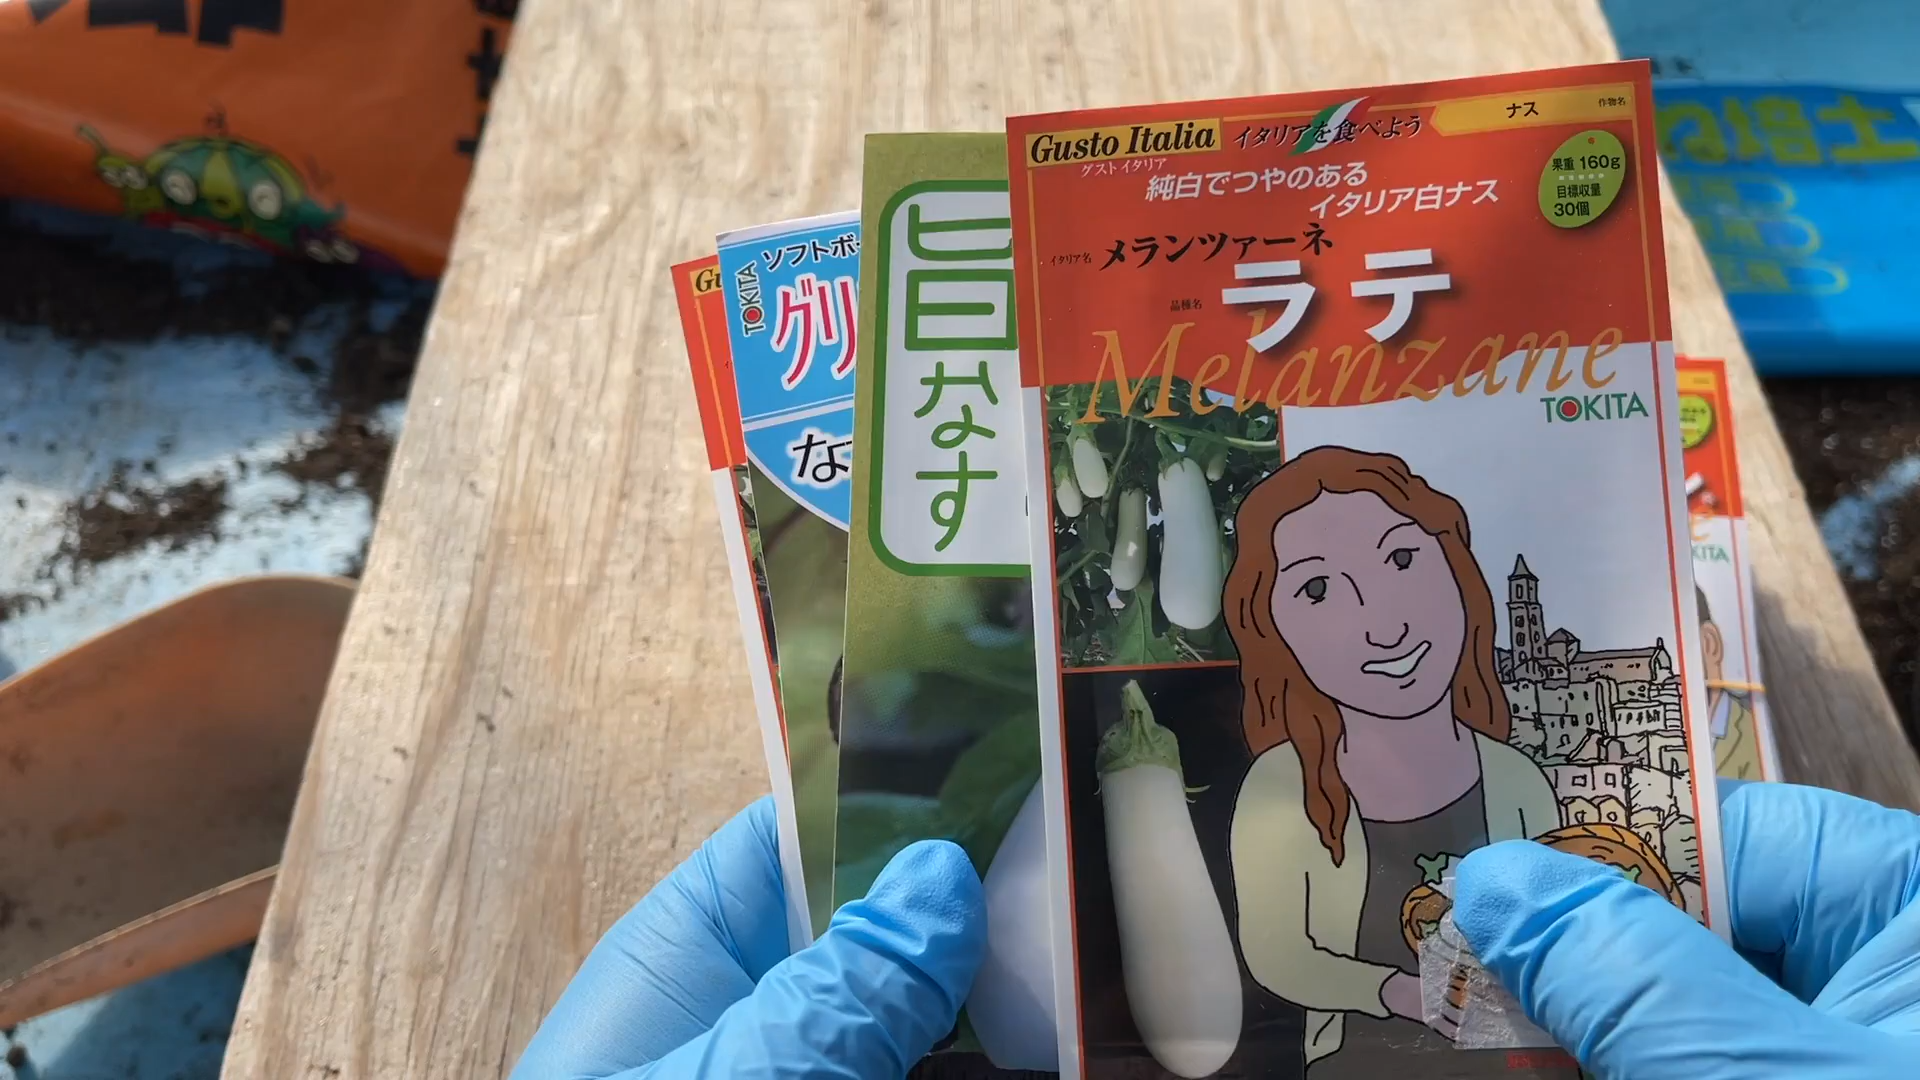 Gusto Italia
グストイタリア
イタリアを食べよう
ナス
作物名
純白でつやのある
イタリア白ナス
果重 160g
目標収量
30個
イタリア名
メランツァーネ
品種名
ラテ
Melanzane
TOKITA
旨なす
TOKITA
ソフトボ
グリ
な
Gu
KITA
培土